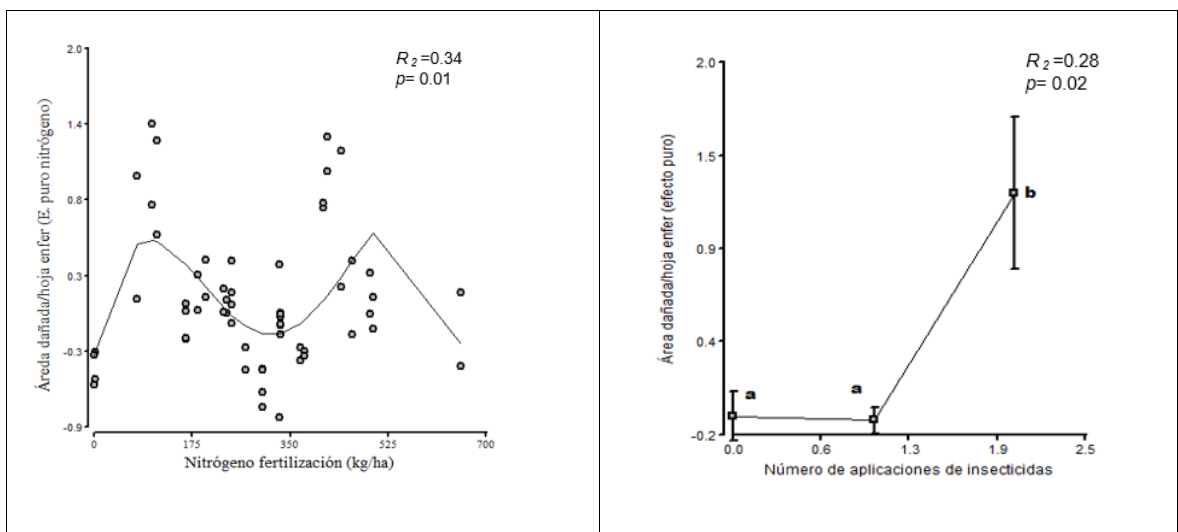 R 2 =0.34
p= 0.01
2.0
1.4
0.8
0.3
-0.3
-0.9
0
175
350
525
700
Áreda dañada/hoja enfer (E. puro nitrógeno)
Nitrógeno fertilización (kg/ha)
R 2 =0.28
p= 0.02
2.0
1.5
0.9
0.4
-0.2
a
a
b
0.0
0.6
1.3
1.9
2.5
Área dañada/hoja enfer (efecto puro)
Número de aplicaciones de insecticidas